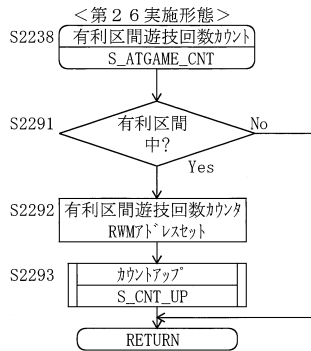 <第２６実施形態>
S2238
有利区間遊技回数ｶｳﾝﾄ
S_ATGAME_CNT
S2291
有利区間
中?
No
Yes
S2292
有利区間遊技回数ｶｳﾝﾀ
RWMｱﾄﾞﾚｽｾｯﾄ
S2293
ｶｳﾝﾄｱｯﾌﾟ
S_CNT_UP
RETURN